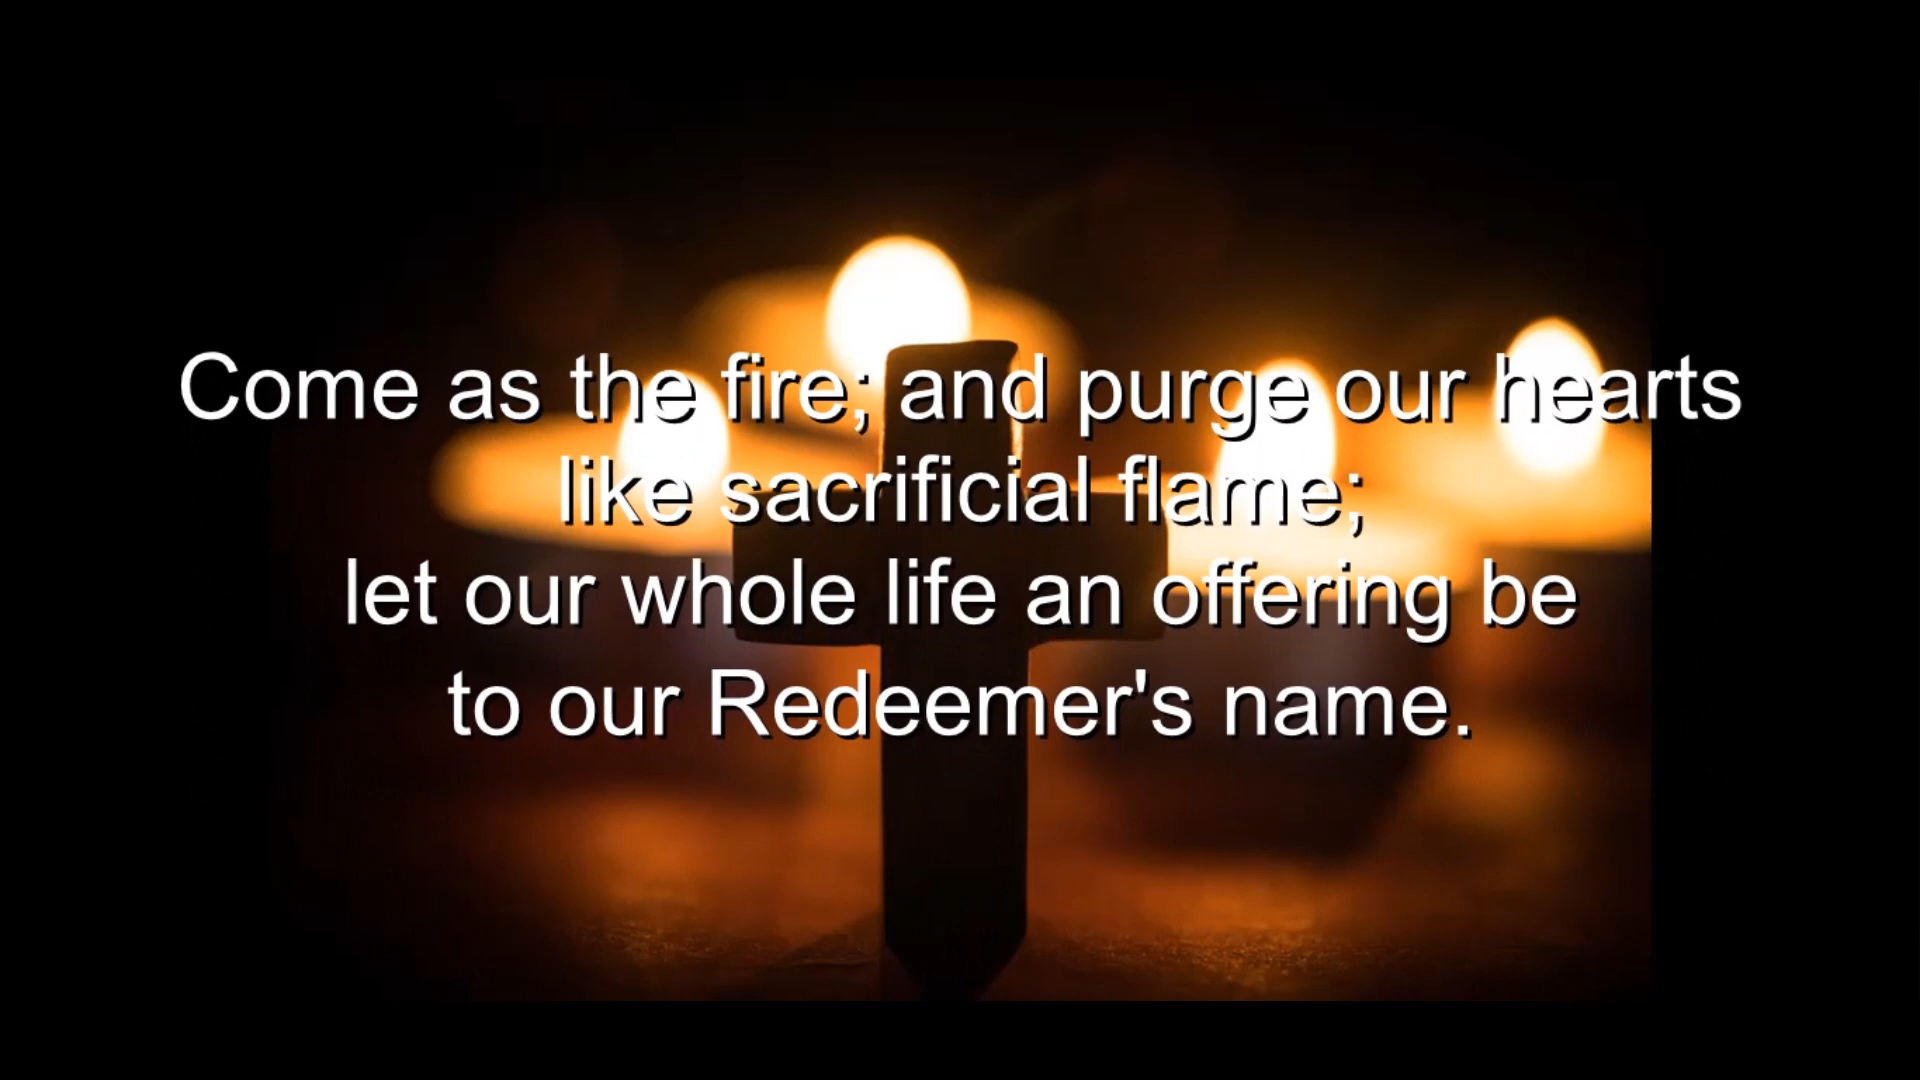 Come as the fire; and purge our hearts
like sacrificial flame;
let our whole life an offering be
to our Redeemer's name.